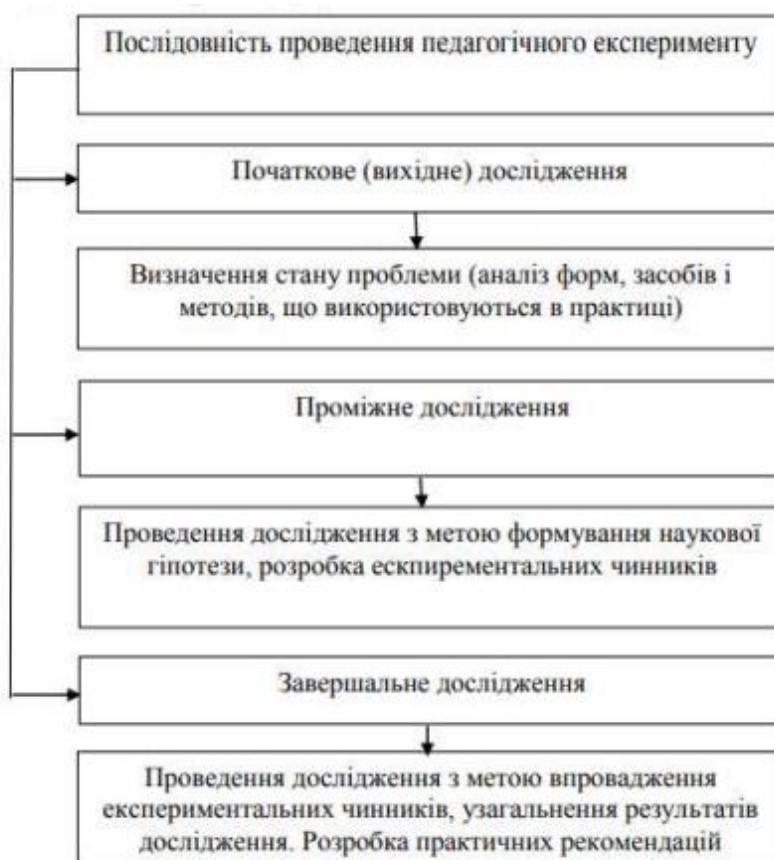 Послідовність проведення педагогічного експерименту
Початкове (вихідне) дослідження
Визначення стану проблеми (аналіз форм, засобів і
методів, що використовуються в практиці)
Проміжне дослідження
Проведення дослідження з метою формування наукової
гіпотези, розробка ескпирементальних чинників
Завершальне дослідження
Проведення дослідження з метою впровадження
експериментальних чинників, узагальнення результатів
дослідження. Розробка практичних рекомендацій